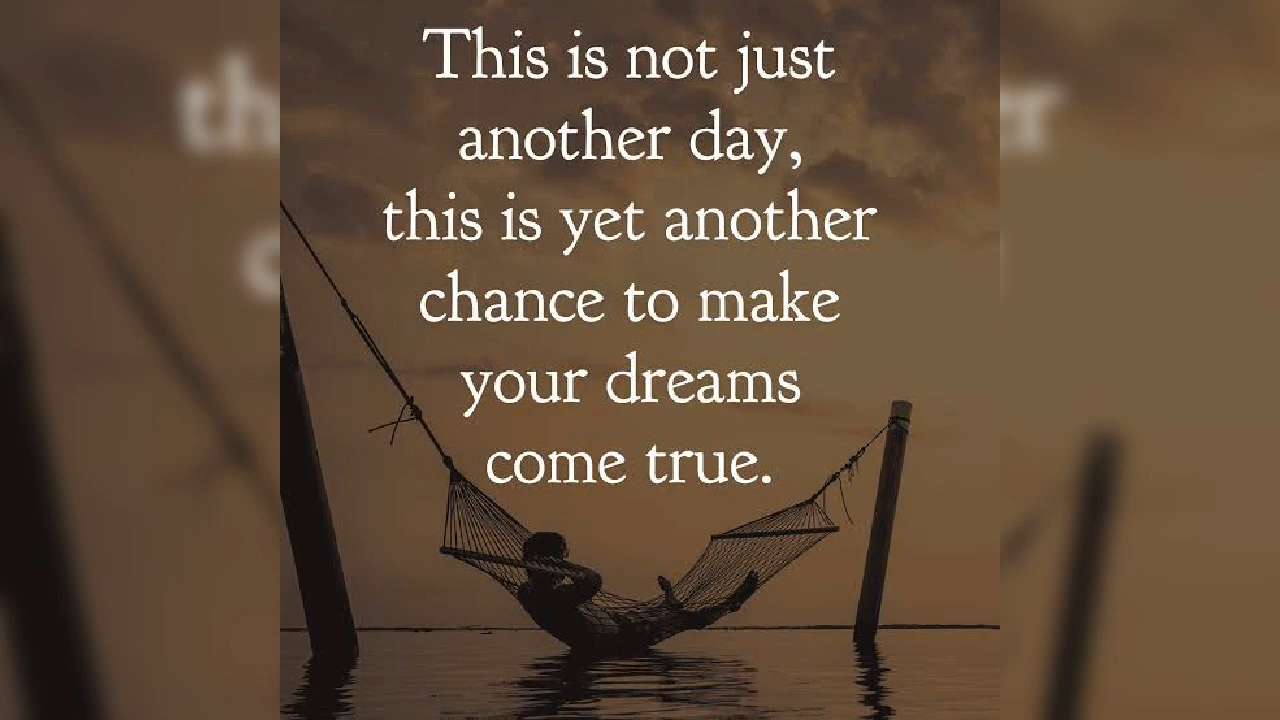 This is not just
another day,
this is yet another
chance to make
your dreams
come true.